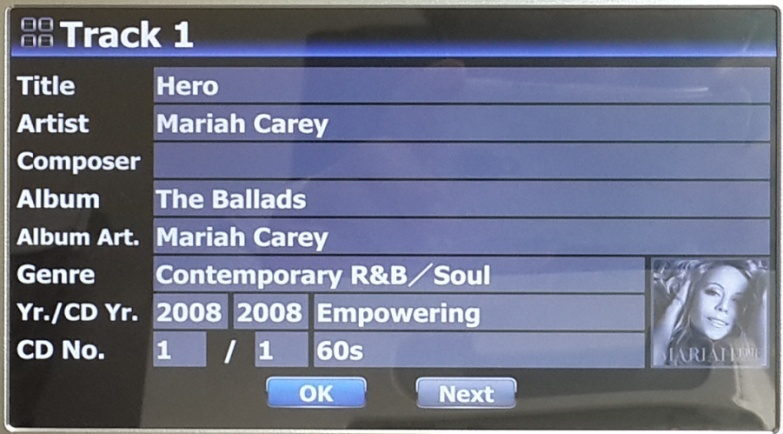 Track 1
Title Hero
Artist Mariah Carey
Composer
Album The Ballads
Album Art. Mariah Carey
Genre Contemporary R&B／Soul
Yr./CD Yr. 2008 2008 Empowering
CD No. 1 / 1 60s
MARIAH
OK Next